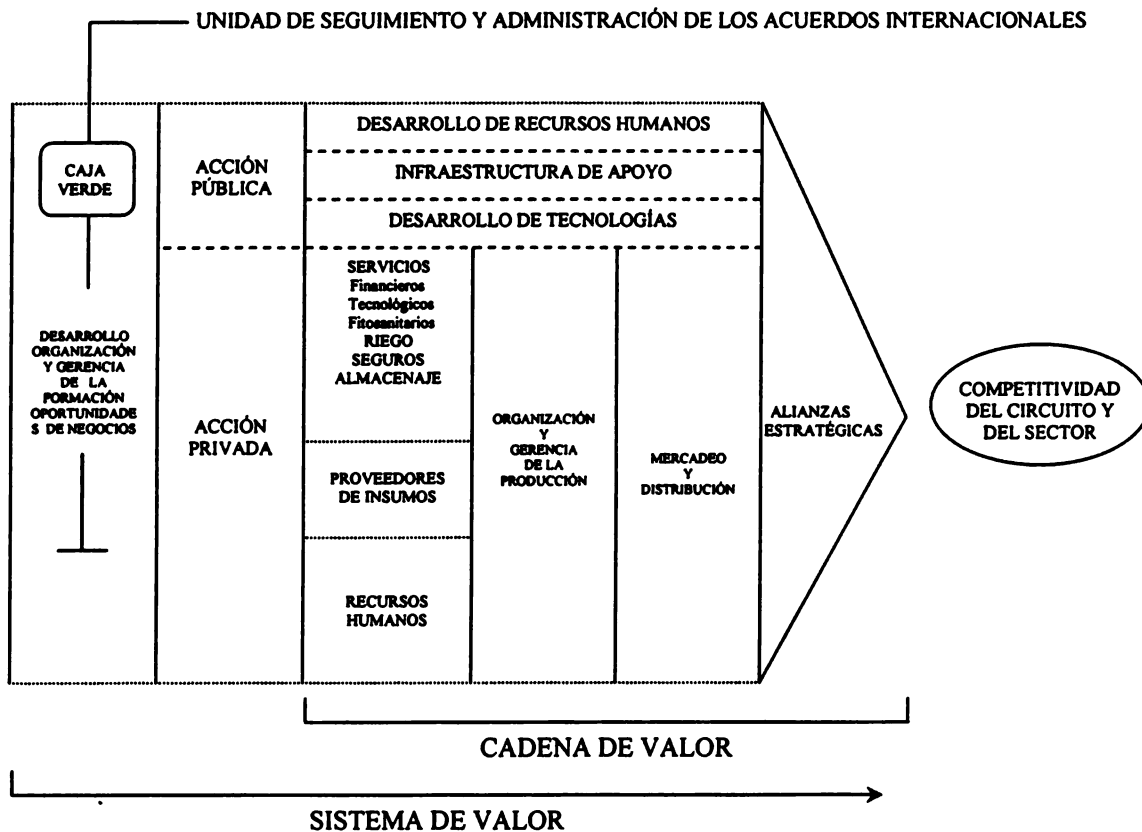 UNIDAD DE SEGUIMIENTO Y ADMINISTRACIÓN DE LOS ACUERDOS INTERNACIONALES
CAJA
VERDE
DESARROLLO
ORGANIZACIÓN
Y GERENCIA
DE LA
FORMACIÓN
OPORTUNIDADE
S DE NEGOCIOS
ACCIÓN
PÚBLICA
ACCIÓN
PRIVADA
DESARROLLO DE RECURSOS HUMANOS
INFRAESTRUCTURA DE APOYO
DESARROLLO DE TECNOLOGÍAS
SERVICIOS
Financieros
Tecnológicos
Fitosanitarios
RIEGO
SEGUROS
ALMACENAJE
PROVEEDORES
DE INSUMOS
RECURSOS
HUMANOS
ORGANIZACIÓN
Y
GERENCIA
DE LA
PRODUCCIÓN
MERCADEO
Y
DISTRIBUCIÓN
ALIANZAS
ESTRATÉGICAS
COMPETITIVIDAD
DEL CIRCUITO Y
DEL SECTOR
CADENA DE VALOR
SISTEMA DE VALOR